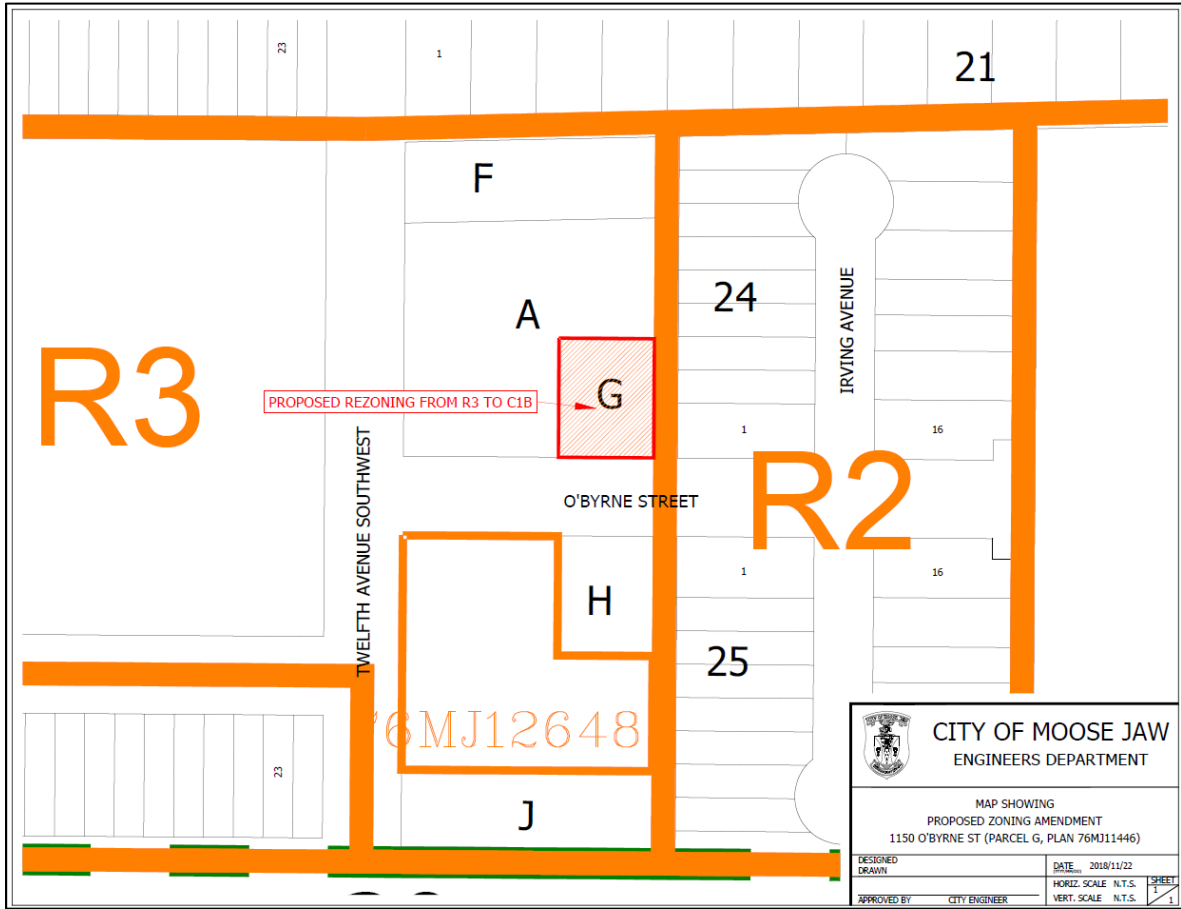 23
1
21
F
A
24
IRVING AVENUE
R3
PROPOSED REZONING FROM R3 TO C1B
G
1
16
R2
TWELFTH AVENUE SOUTHWEST
O'BYRNE STREET
H
1
16
25
6MJ12648
23
J
CITY OF MOOSE JAW
ENGINEERS DEPARTMENT
MAP SHOWING
PROPOSED ZONING AMENDMENT
1150 O'BYRNE ST (PARCEL G, PLAN 76MJ11446)
DESIGNED
DRAWN
DATE 2018/11/22
HORIZ. SCALE N.T.S.
VERT. SCALE N.T.S.
SHEET
1 / 1
APPROVED BY CITY ENGINEER